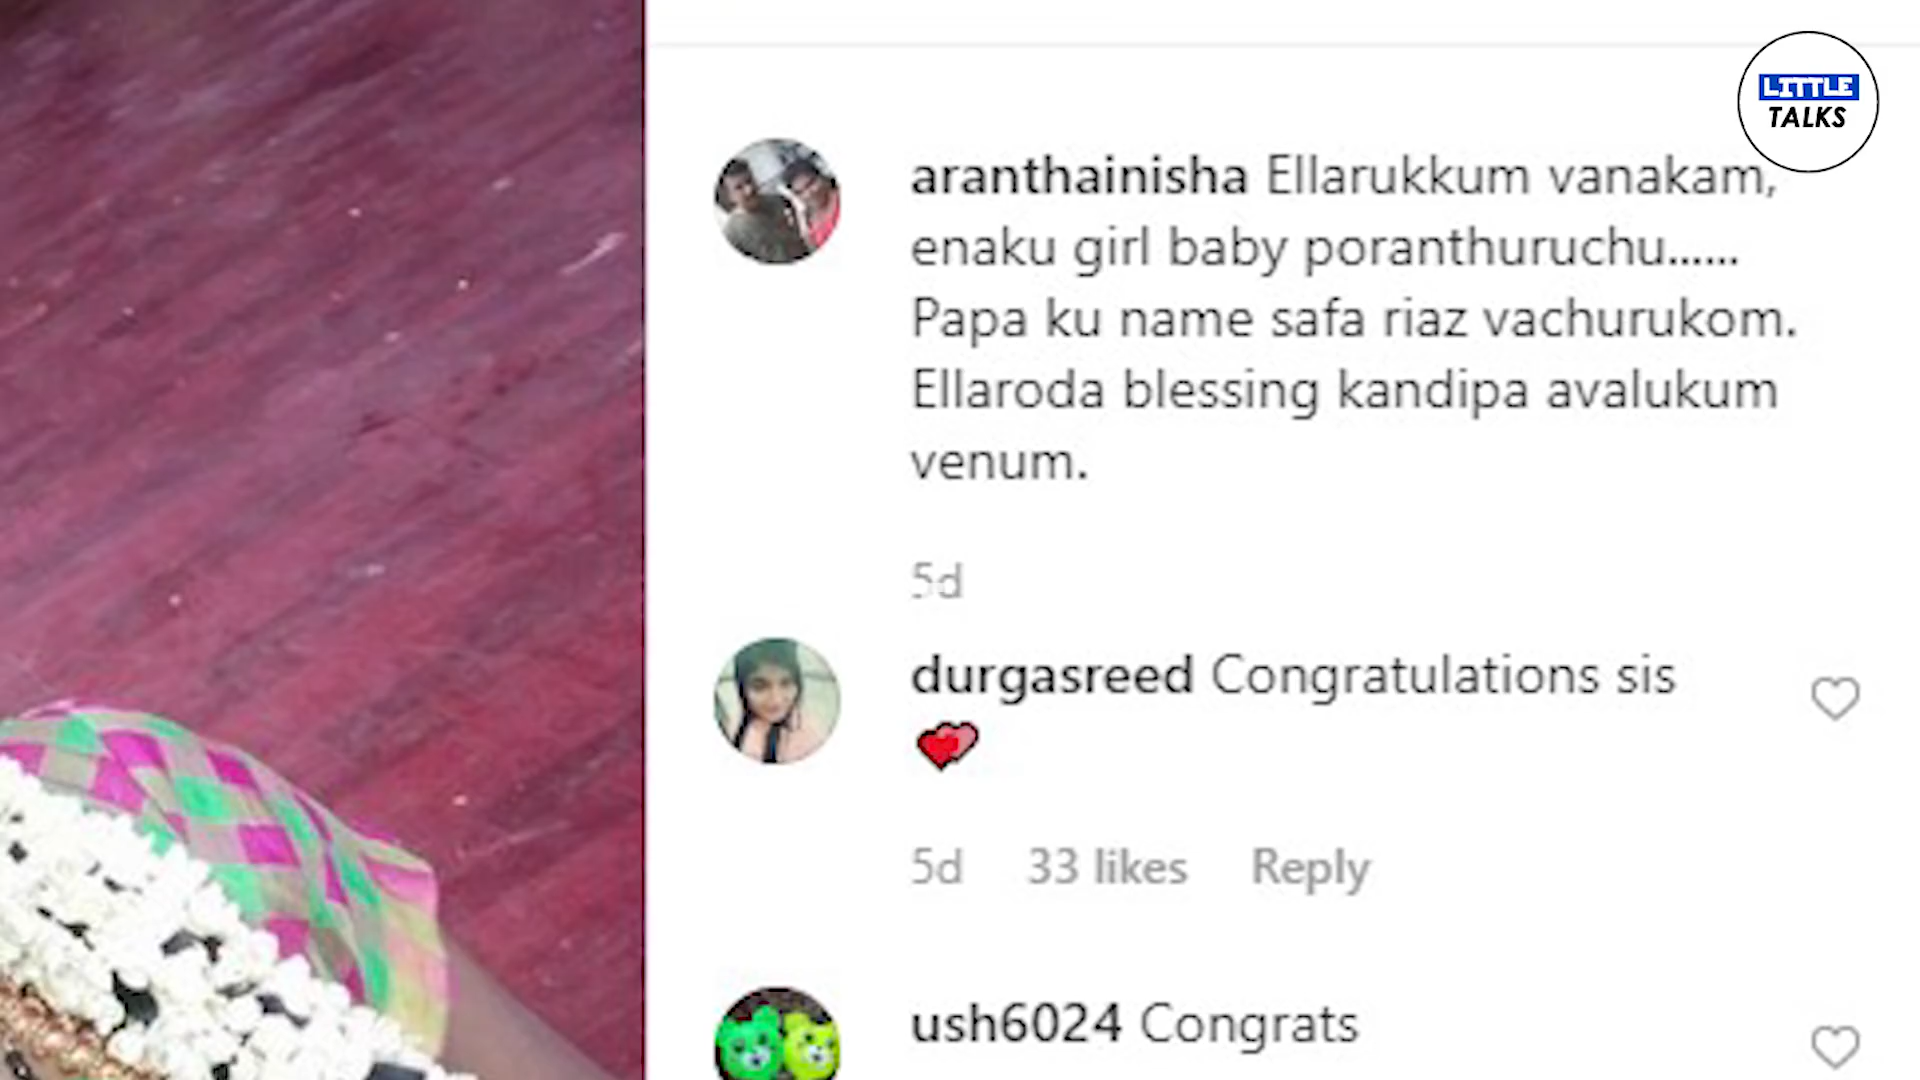 LITTLE
TALKS
aranthainisha Ellarukkum vanakam,
enaku girl baby poranthuruchu......
Papa ku name safa riaz vachurukom.
Ellaroda blessing kandipa avalukum
venum.
5d
durgasreed Congratulations sis
5d 33 likes Reply
ush6024 Congrats